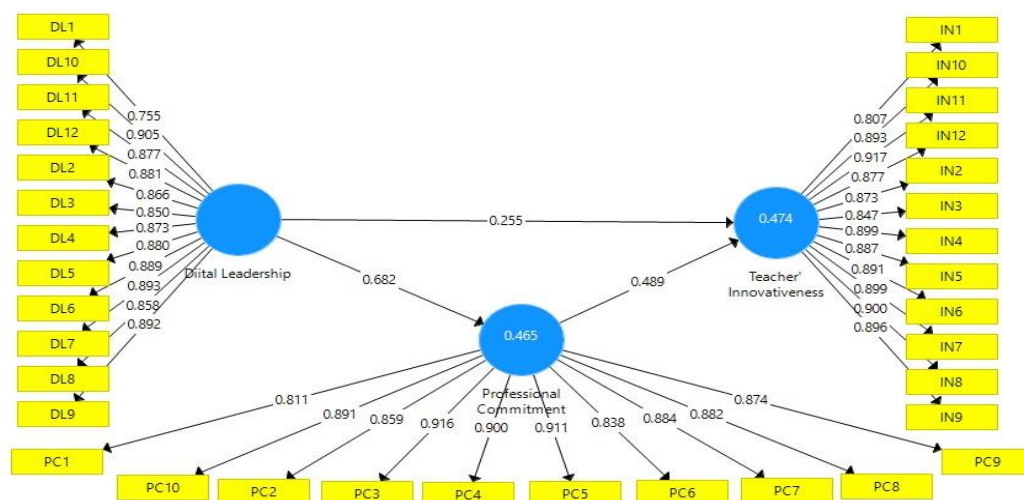 DL1
DL10
DL11
DL12
DL2
DL3
DL4
DL5
DL6
DL7
DL8
DL9
0.755
0.905
0.877
0.881
0.866
0.850
0.873
0.880
0.889
0.893
0.858
0.892
Diital Leadership
0.255
0.682
0.489
0.465
Professional
Commitment
0.474
Teacher'
Innovativeness
0.807
0.893
0.917
0.877
0.873
0.847
0.899
0.887
0.891
0.899
0.900
0.896
IN1
IN10
IN11
IN12
IN2
IN3
IN4
IN5
IN6
IN7
IN8
IN9
0.811
0.891
0.859
0.916
0.900
0.911
0.838
0.884
0.882
0.874
PC1
PC10
PC2
PC3
PC4
PC5
PC6
PC7
PC8
PC9